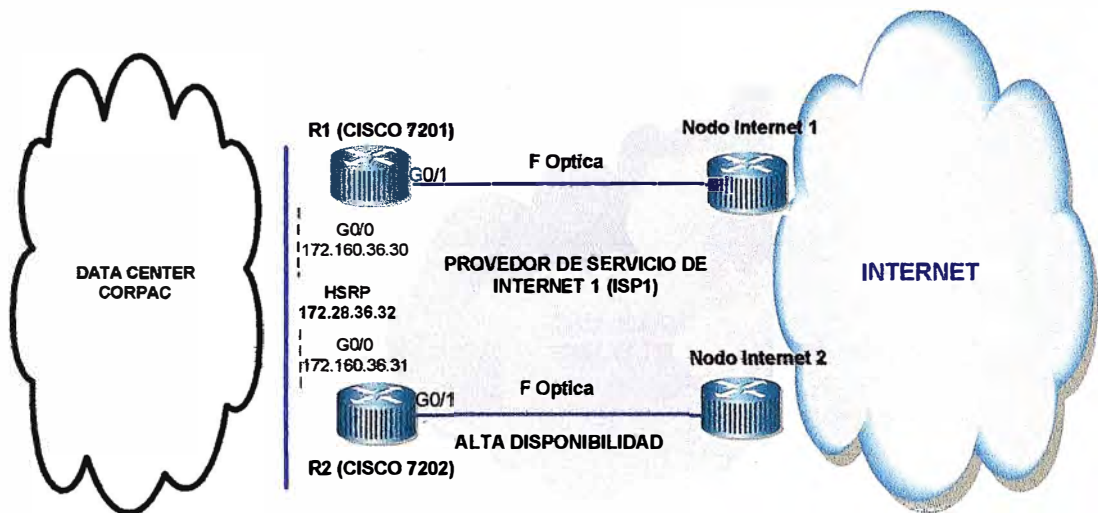 R1 (CISCO 7201)
Nodo Internet 1
G0/1
F Optica
G0/0
172.160.36.30
DATA CENTER
CORPAC
PROVEDOR DE SERVICIO DE
INTERNET 1 (ISP1)
INTERNET
HSRP
172.28.36.32
G0/0
172.160.36.31
Nodo Internet 2
G0/1
F Optica
ALTA DISPONIBILIDAD
R2 (CISCO 7202)